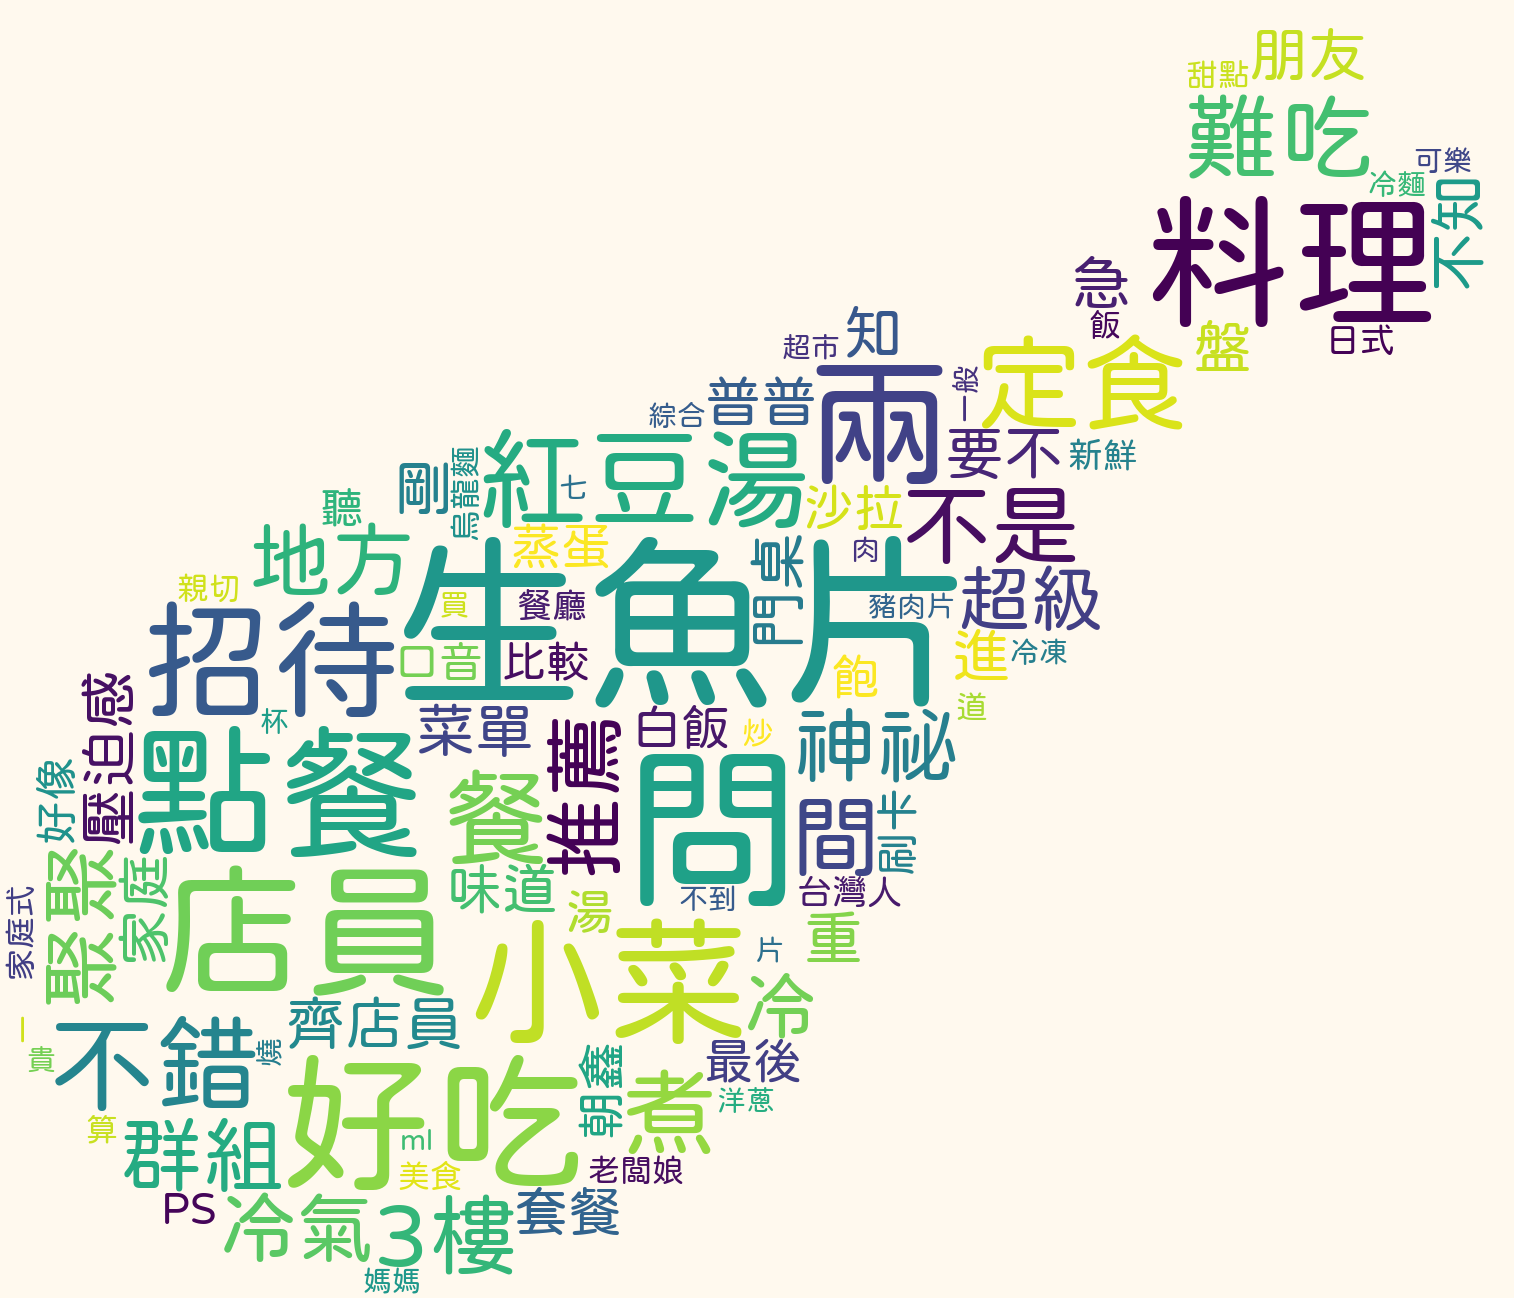 朋友
甜點
難吃
可樂
冷麵
不知
料理
急
飯
日式
盤
知
超市
定食
一般
兩
普普
綜合
要不
新鮮
紅豆湯
七
剛
烏龍麵
沙拉
不是
聽
地方
蒸蛋
肉
門桌
生魚片
親切
買
餐廳
豬肉片
超級
招待
口音
比較
飽
進
冷凍
道
壓迫感
杯
菜單
白飯
炒
神秘
推薦
點餐
問
好像
餐
間
刷卡
聚聚
家庭
味道
不到
台灣人
店員
湯
家庭式
小菜
片
重
冷
一
貴
不錯
齊店員
燒
朝鑫
最後
好吃
煮
洋蔥
算
群組
ml
美食
老闆娘
PS
冷氣
3樓
套餐
媽媽